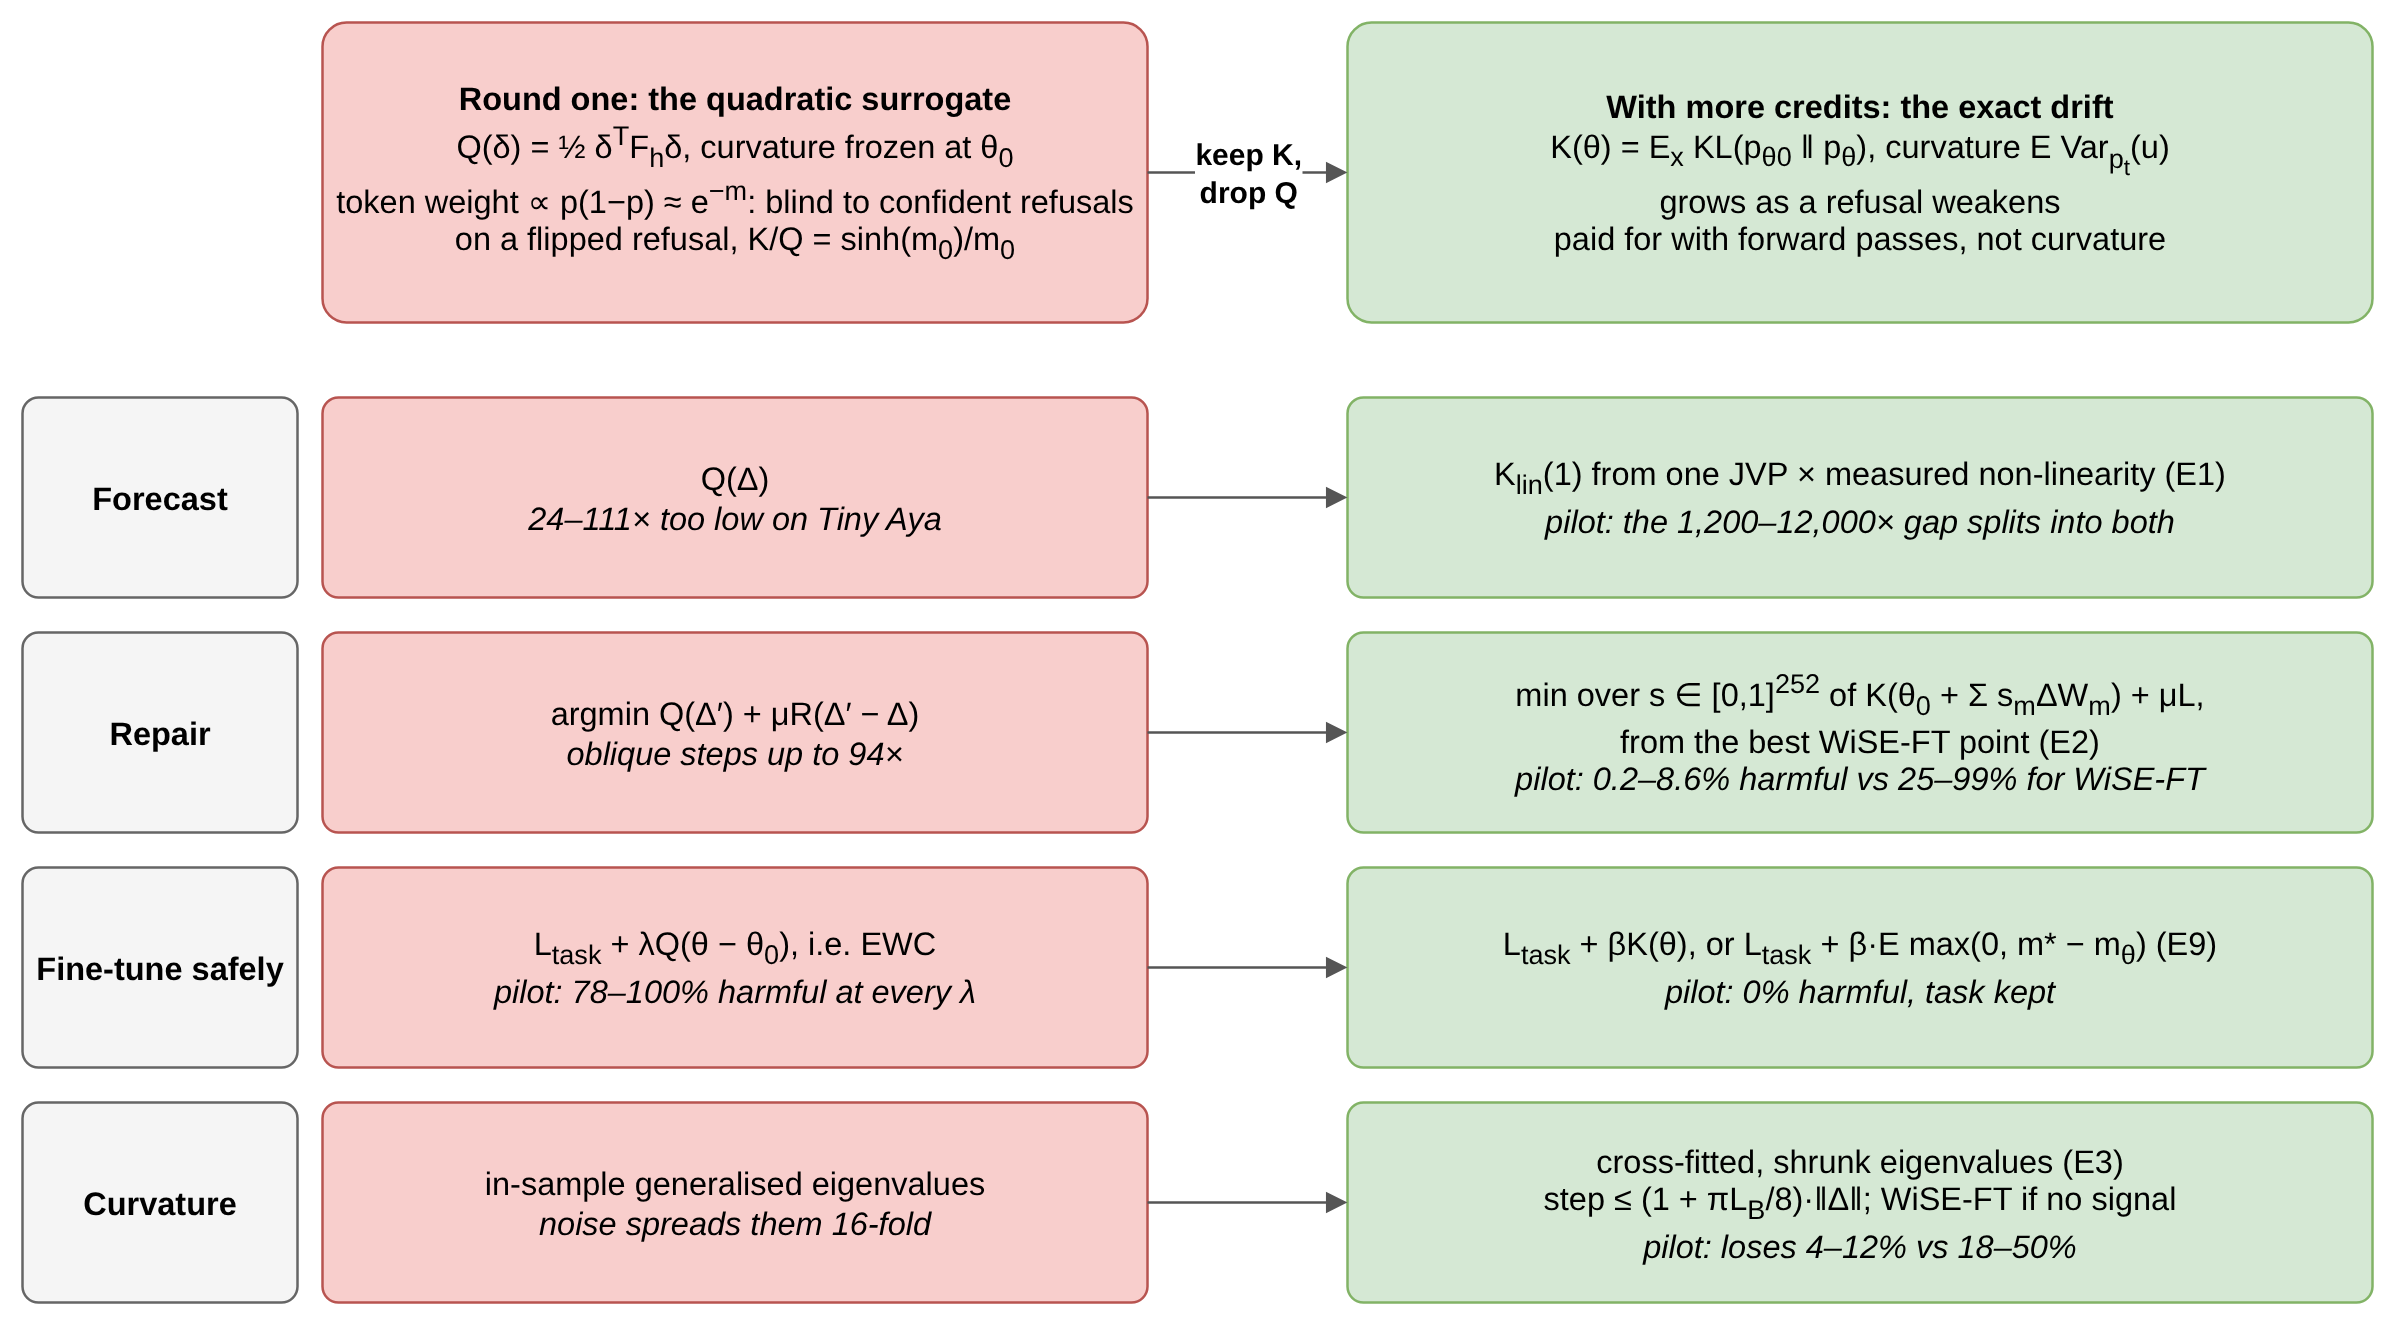 Round one: the quadratic surrogate
Q(δ) = ½ δᵀFₕδ, curvature frozen at θ₀
token weight ∝ p(1−p) ≈ e⁻ᵐ: blind to confident refusals
on a flipped refusal, K/Q = sinh(m₀)/m₀
keep K,
drop Q
With more credits: the exact drift
K(θ) = Eₓ KL(p_θ0 ‖ p_θ), curvature E Var_p_t(u)
grows as a refusal weakens
paid for with forward passes, not curvature
Forecast
Q(Δ)
24–111× too low on Tiny Aya
K_lin(1) from one JVP × measured non-linearity (E1)
pilot: the 1,200–12,000× gap splits into both
Repair
argmin Q(Δ′) + μR(Δ′ − Δ)
oblique steps up to 94×
min over s ∈ [0,1]²⁵² of K(θ₀ + Σ sₘΔWₘ) + μL,
from the best WiSE-FT point (E2)
pilot: 0.2–8.6% harmful vs 25–99% for WiSE-FT
Fine-tune safely
L_task + λQ(θ − θ₀), i.e. EWC
pilot: 78–100% harmful at every λ
L_task + βK(θ), or L_task + β·E max(0, m* − m_θ) (E9)
pilot: 0% harmful, task kept
Curvature
in-sample generalised eigenvalues
noise spreads them 16-fold
cross-fitted, shrunk eigenvalues (E3)
step ≤ (1 + πL_B/8)·‖Δ‖; WiSE-FT if no signal
pilot: loses 4–12% vs 18–50%